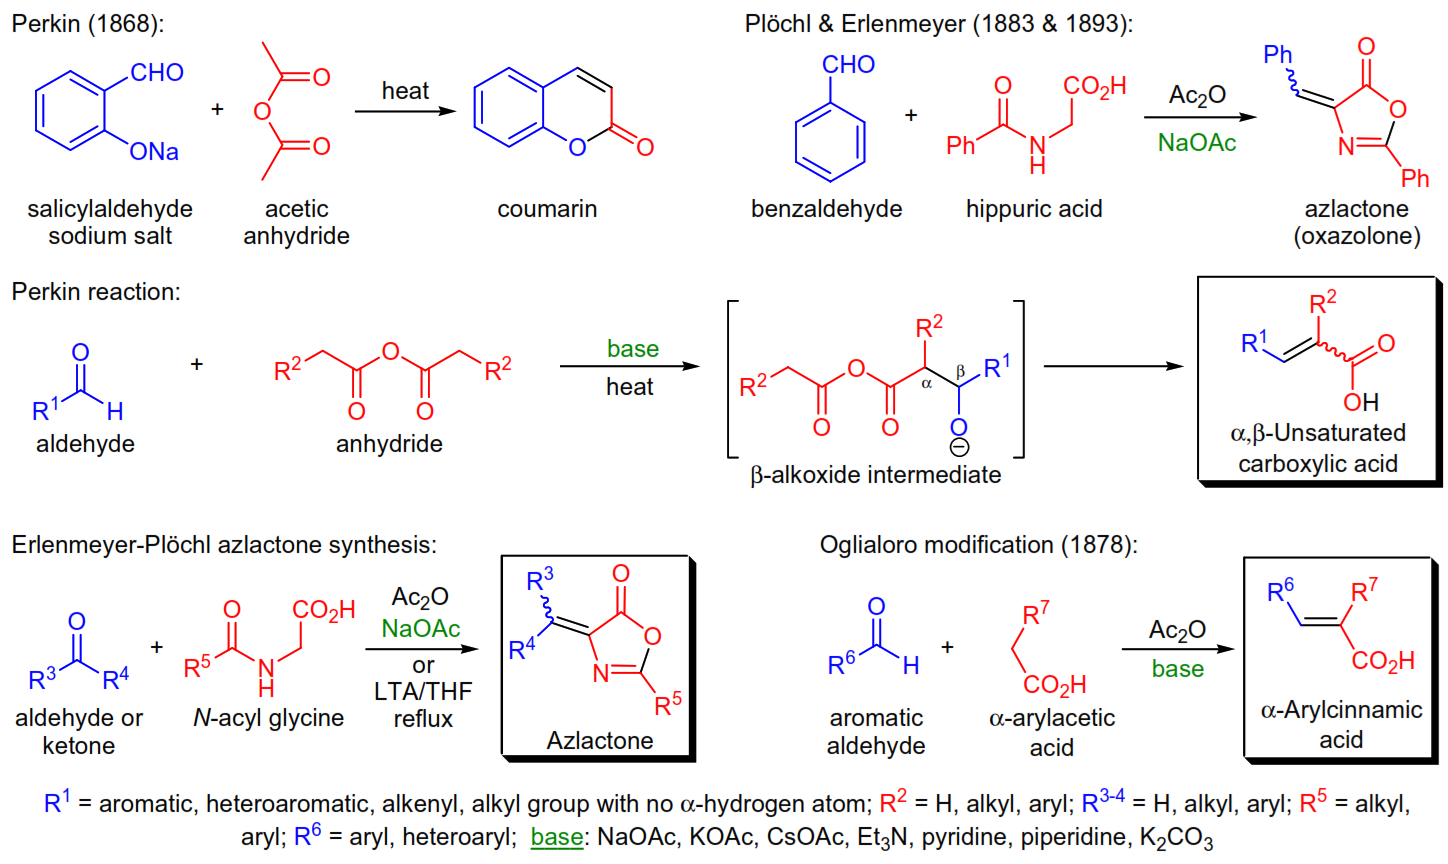 Perkin (1868):
CHO
ONa
salicylaldehyde
sodium salt
+
O
O
O
acetic
anhydride
heat
O
O
coumarin
Plöchl & Erlenmeyer (1883 & 1893):
CHO
benzaldehyde
+
O
CO2H
Ph
N
H
hippuric acid
Ac2O
NaOAc
Ph
O
O
N
Ph
azlactone
(oxazolone)
Perkin reaction:
O
R1
H
aldehyde
+
R2
O
R2
O
O
anhydride
base
heat
R2
R2
O
α
β
R1
O
O
O
−
β-alkoxide intermediate
R2
R1
O
OH
α,β-Unsaturated
carboxylic acid
Erlenmeyer-Plöchl azlactone synthesis:
O
R3
R4
aldehyde or
ketone
+
O
CO2H
R5
N
H
N-acyl glycine
Ac2O
NaOAc
or
LTA/THF
reflux
R3
O
R4
O
N
R5
Azlactone
Oglialoro modification (1878):
O
R6
H
aromatic
aldehyde
+
R7
CO2H
α-arylacetic
acid
Ac2O
base
R6
R7
CO2H
α-Arylcinnamic
acid
R1 = aromatic, heteroaromatic, alkenyl, alkyl group with no α-hydrogen atom; R2 = H, alkyl, aryl; R3-4 = H, alkyl, aryl; R5 = alkyl,
aryl; R6 = aryl, heteroaryl; base: NaOAc, KOAc, CsOAc, Et3N, pyridine, piperidine, K2CO3